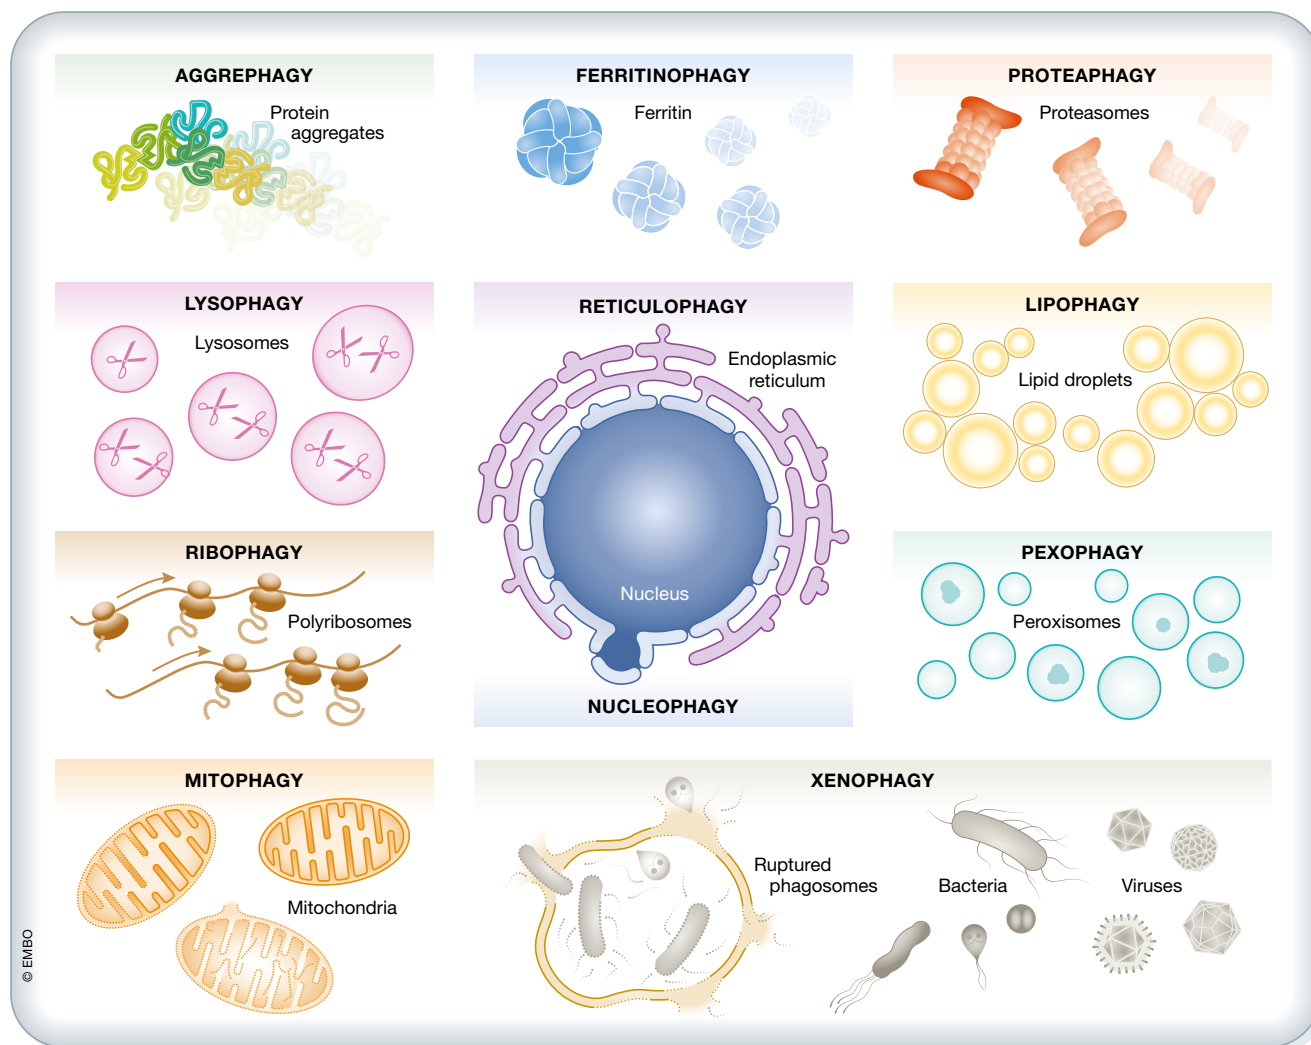 AGGREPHAGY
Protein
aggregates
FERRITINOPHAGY
Ferritin
PROTEAPHAGY
Proteasomes
LYSOPHAGY
Lysosomes
RETICULOPHAGY
Endoplasmic
reticulum
Nucleus
NUCLEOPHAGY
LIPOPHAGY
Lipid droplets
RIBOPHAGY
Polyribosomes
PEXOPHAGY
Peroxisomes
MITOPHAGY
Mitochondria
XENOPHAGY
Ruptured
phagosomes
Bacteria
Viruses
© EMBO